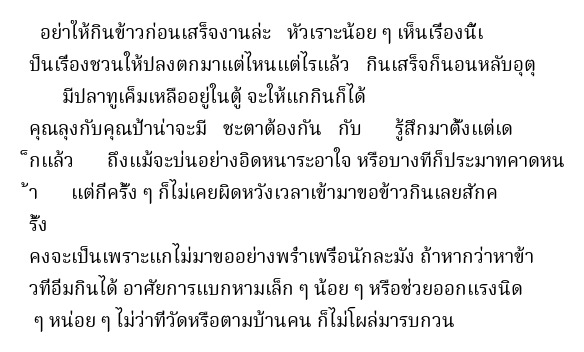 อย่าให้กินข้าวก่อนเสร็จงานล่ะ หัวเราะน้อย ๆ เห็นเรื่องนี้เ
ป็นเรื่องชวนให้ปลงตกมาแต่ไหนแต่ไรแล้ว กินเสร็จก็นอนหลับอุตุ
มีปลาทูเค็มเหลืออยู่ในตู้ จะให้แกกินก็ได้
คุณลุงกับคุณป้าน่าจะมี ชะตาต้องกัน กับ รู้สึกมาตั้งแต่เด
็กแล้ว ถึงแม้จะบ่นอย่างอิดหนาระอาใจ หรือบางทีก็ประมาทคาดหน
้า แต่กี่ครั้ง ๆ ก็ไม่เคยผิดหวังเวลาเข้ามาขอข้าวกินเลยสักค
รั้ง
คงจะเป็นเพราะแกไม่มาขออย่างพร่ำเพรื่อนักละมัง ถ้าหากว่าหาข้า
วที่อื่มกินได้ อาศัยการแบกหามเล็ก ๆ น้อย ๆ หรือช่วยออกแรงนิด
ๆ หน่อย ๆ ไม่ว่าที่วัดหรือตามบ้านคน ก็ไม่โผล่มารบกวน